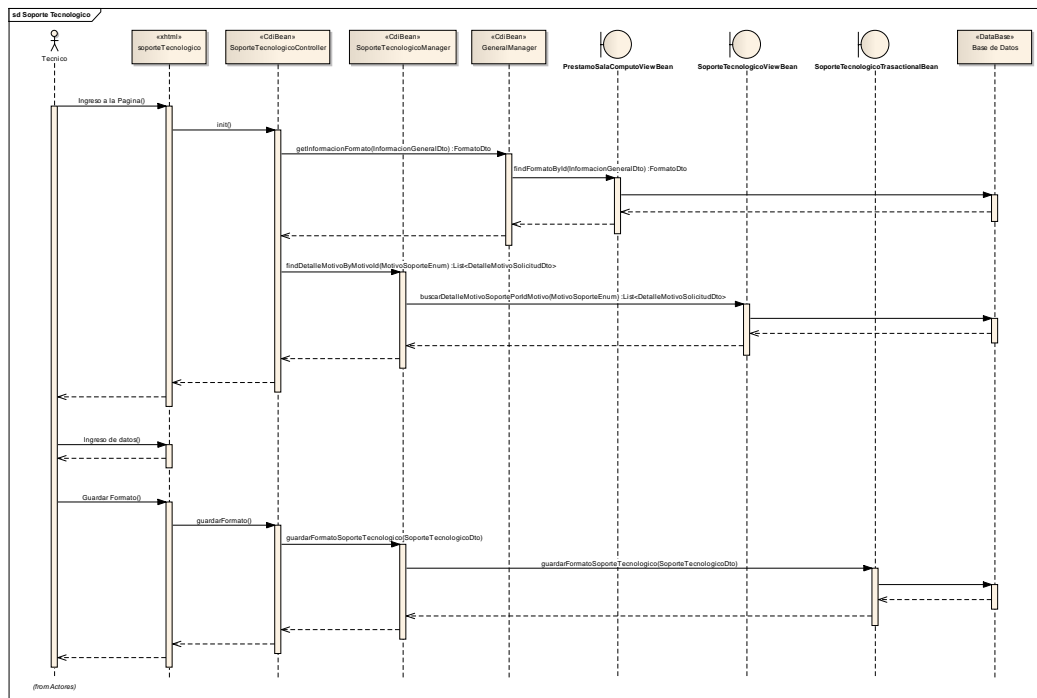 sd Soporte Tecnologico
Tecnico
«xhtml»
soporteTecnologico
«CdiBean»
SoporteTecnologicoController
«CdiBean»
SoporteTecnologicoManager
«CdiBean»
GeneralManager
PrestamoSalaComputoViewBean
SoporteTecnologicoViewBean
SoporteTecnologicoTrasactionalBean
«DataBase»
Base de Datos
Ingreso a la Pagina()
init()
getInformacionFormato(InformacionGeneralDto) :FormatoDto
findFormatoById(InformacionGeneralDto) :FormatoDto
findDetalleMotivoByMotivoId(MotivoSoporteEnum) :List<DetalleMotivoSolicitudDto>
buscarDetalleMotivoSoportePorIdMotivo(MotivoSoporteEnum) :List<DetalleMotivoSolicitudDto>
Ingreso de datos()
Guardar Formato()
guardarFormato()
guardarFormatoSoporteTecnologico(SoporteTecnologicoDto)
guardarFormatoSoporteTecnologico(SoporteTecnologicoDto)
(from Actores)